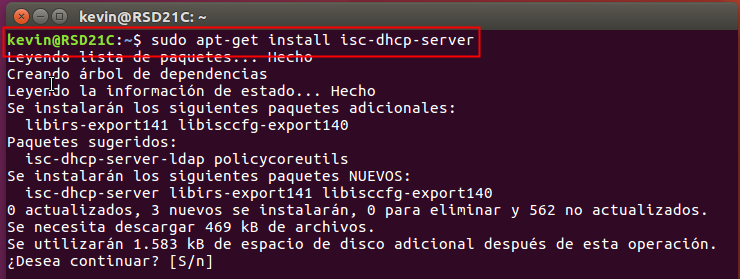 kevin@RSD21C: ~
kevin@RSD21C:~$ sudo apt-get install isc-dhcp-server
Leyendo lista de paquetes... Hecho
Creando árbol de dependencias
Leyendo la información de estado... Hecho
Se instalarán los siguientes paquetes adicionales:
  libirs-export141 libisccfg-export140
Paquetes sugeridos:
  isc-dhcp-server-ldap policycoreutils
Se instalarán los siguientes paquetes NUEVOS:
  isc-dhcp-server libirs-export141 libisccfg-export140
0 actualizados, 3 nuevos se instalarán, 0 para eliminar y 562 no actualizados.
Se necesita descargar 469 kB de archivos.
Se utilizarán 1.583 kB de espacio de disco adicional después de esta operación.
¿Desea continuar? [S/n]